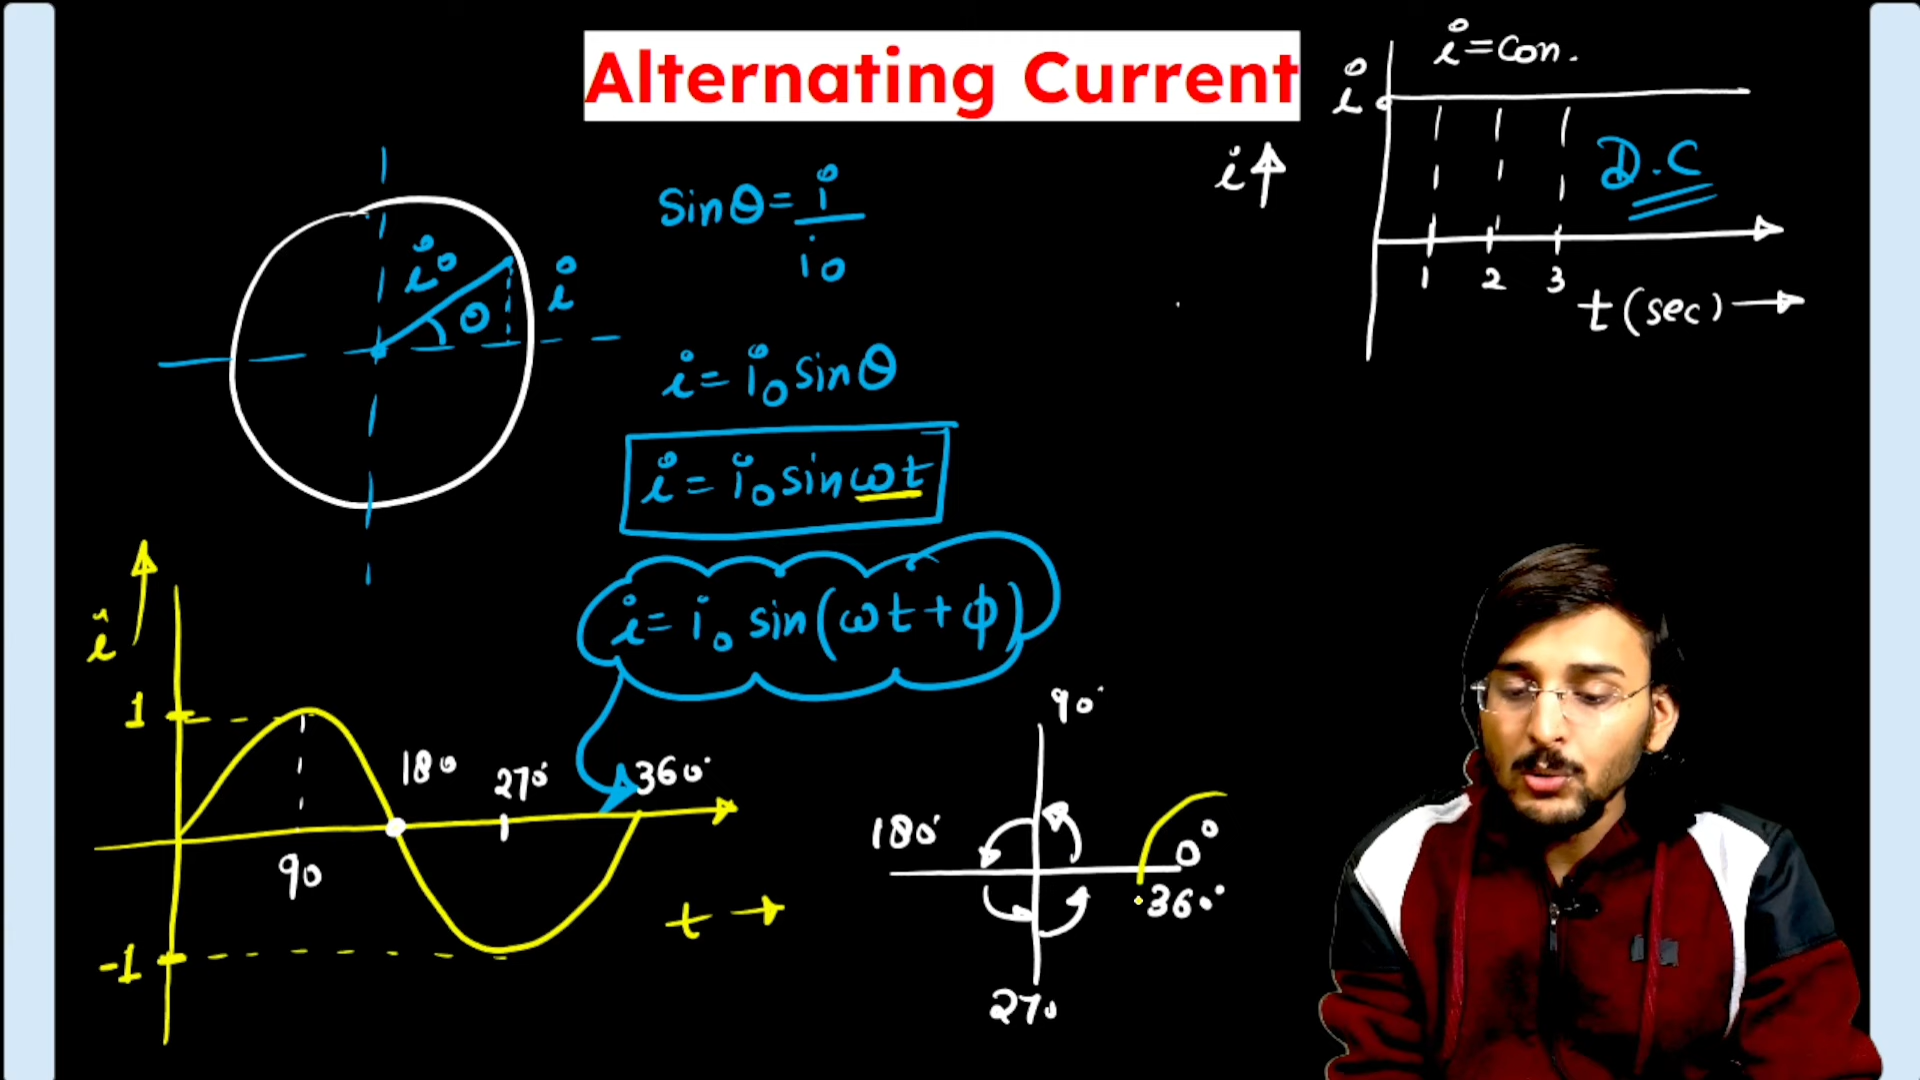 Alternating Current
i = Con.
i
i
D.C
1 2 3
t (sec)
i₀
θ
i
Sinθ = i / i₀
i = i₀ sinθ
i = i₀ sin ωt
i = i₀ sin(ωt + ϕ)
i
1
-1
90
180
270°
360°
t
90°
180°
0°
360°
270